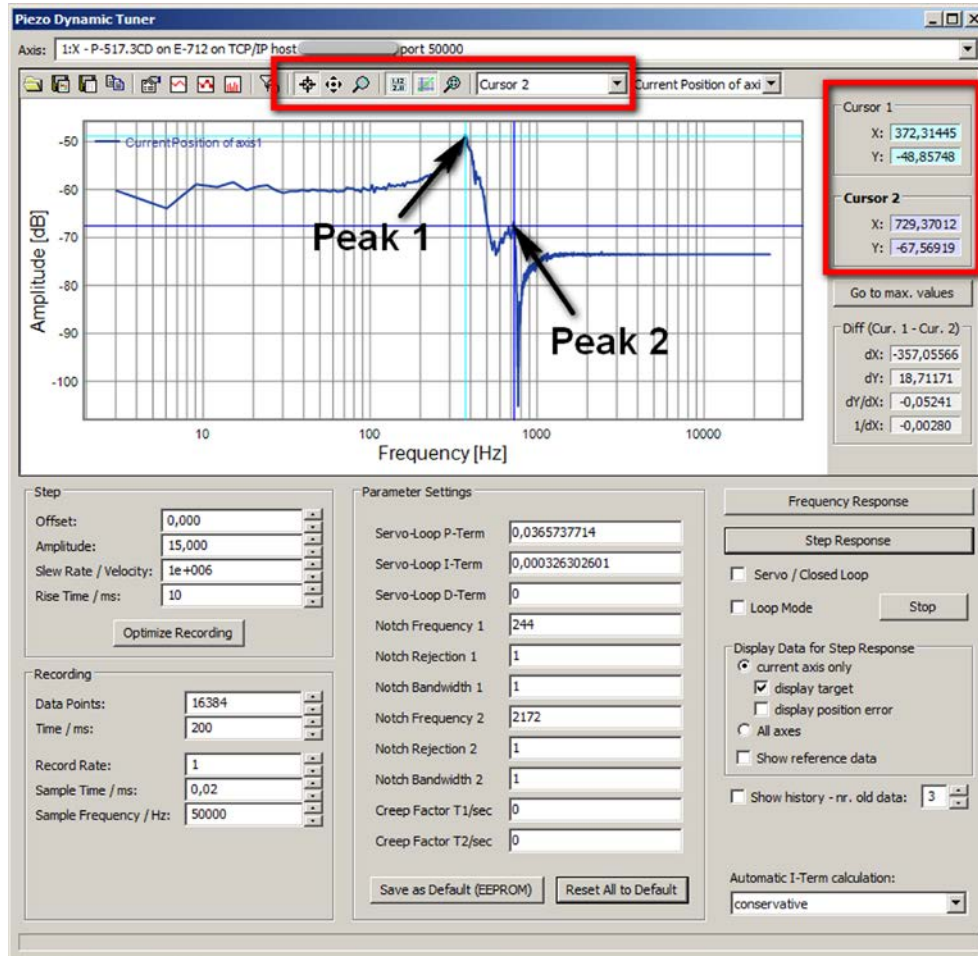 Piezo Dynamic Tuner
Axis: 1:X - P-517.3CD on E-712 on TCP/IP host port 50000
Cursor 2 Current Position of axi
CurrentPosition of axis1
Peak 1
Peak 2
Amplitude [dB]
-50
-60
-70
-80
-90
-100
10 100 1000 10000
Frequency [Hz]
Cursor 1
X: 372,31445
Y: -48,85748
Cursor 2
X: 729,37012
Y: -67,56919
Go to max. values
Diff (Cur. 1 - Cur. 2)
dX: -357,05566
dY: 18,71171
dY/dX: -0,05241
1/dX: -0,00280
Step
Offset: 0,000
Amplitude: 15,000
Slew Rate / Velocity: 1e+006
Rise Time / ms: 10
Optimize Recording
Recording
Data Points: 16384
Time / ms: 200
Record Rate: 1
Sample Time / ms: 0,02
Sample Frequency / Hz: 50000
Parameter Settings
Servo-Loop P-Term 0,0365737714
Servo-Loop I-Term 0,000326302601
Servo-Loop D-Term 0
Notch Frequency 1 244
Notch Rejection 1 1
Notch Bandwidth 1 1
Notch Frequency 2 2172
Notch Rejection 2 1
Notch Bandwidth 2 1
Creep Factor T1/sec 0
Creep Factor T2/sec 0
Save as Default (EEPROM) Reset All to Default
Frequency Response
Step Response
Servo / Closed Loop
Loop Mode Stop
Display Data for Step Response
current axis only
display target
display position error
All axes
Show reference data
Show history - nr. old data: 3
Automatic I-Term calculation:
conservative